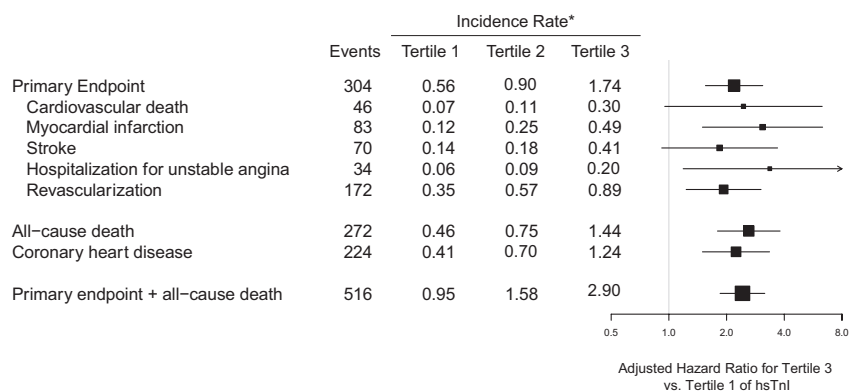 Incidence Rate*
Events Tertile 1 Tertile 2 Tertile 3
Primary Endpoint 304 0.56 0.90 1.74
Cardiovascular death 46 0.07 0.11 0.30
Myocardial infarction 83 0.12 0.25 0.49
Stroke 70 0.14 0.18 0.41
Hospitalization for unstable angina 34 0.06 0.09 0.20
Revascularization 172 0.35 0.57 0.89
All−cause death 272 0.46 0.75 1.44
Coronary heart disease 224 0.41 0.70 1.24
Primary endpoint + all−cause death 516 0.95 1.58 2.90
0.5 1.0 2.0 4.0 8.0
Adjusted Hazard Ratio for Tertile 3
vs. Tertile 1 of hsTnI